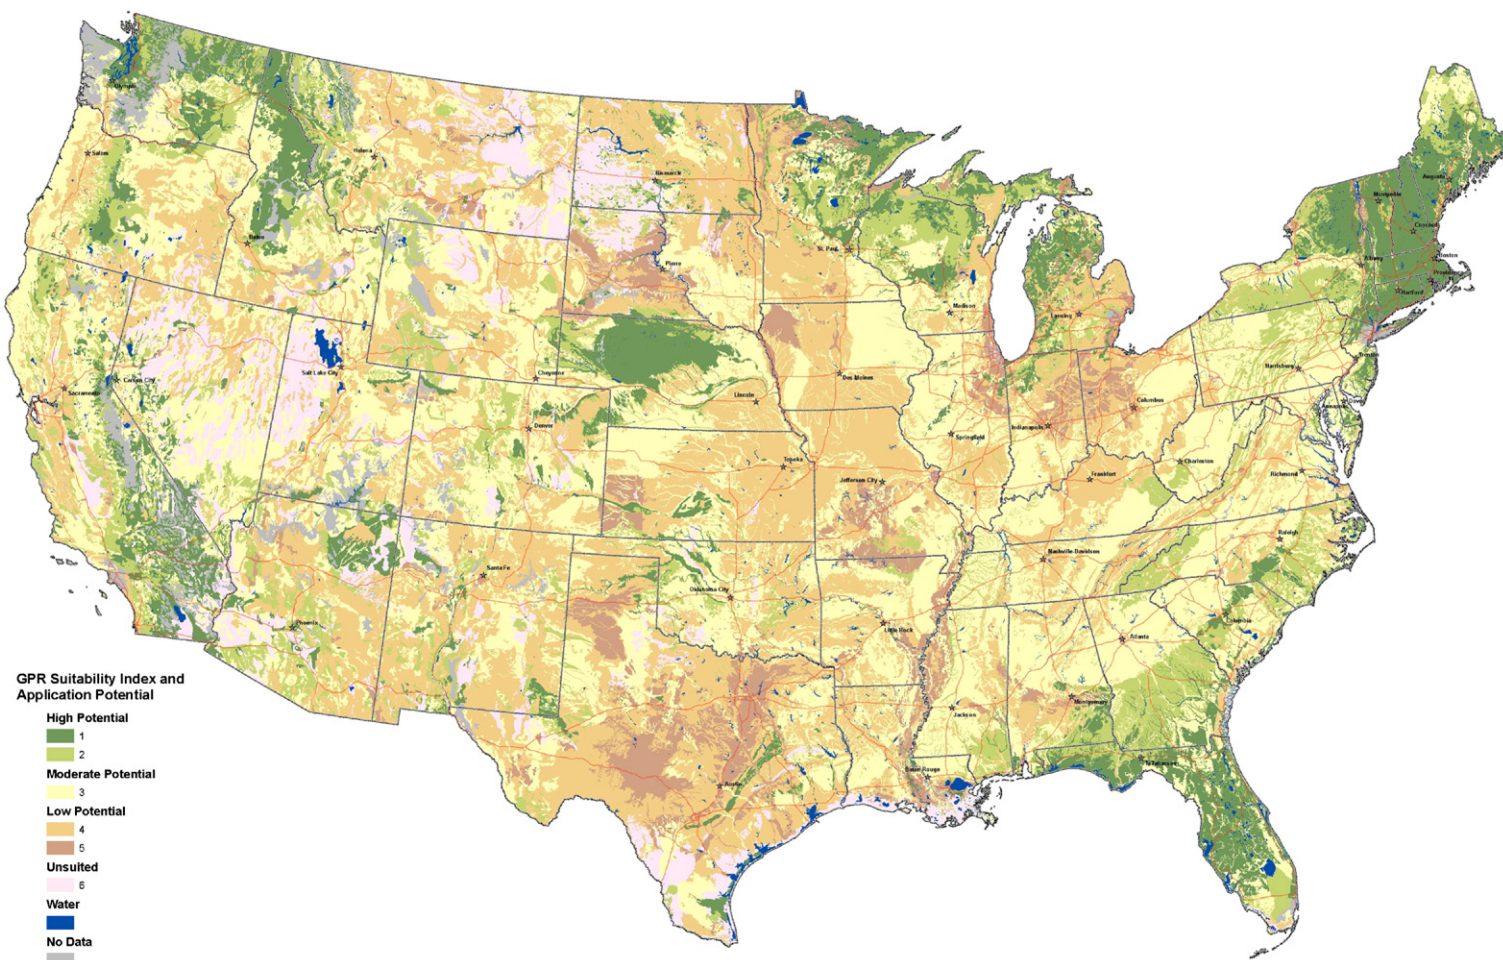 Olympia
Salem
Helena
Bismarck
St. Paul
Augusta
Montpelier
Concord
Boston
Albany
Providence
Hartford
Boise
Pierre
Madison
Lansing
Trenton
Harrisburg
Cheyenne
Salt Lake City
Des Moines
Carson City
Sacramento
Lincoln
Columbus
Denver
Indianapolis
Springfield
Topeka
Charleston
Richmond
Jefferson City
Frankfort
Raleigh
Nashville-Davidson
Santa Fe
Oklahoma City
Phoenix
Little Rock
Columbia
Atlanta
Montgomery
Jackson
Tallahassee
Baton Rouge
Austin
GPR Suitability Index and
Application Potential
High Potential
1
2
Moderate Potential
3
Low Potential
4
5
Unsuited
6
Water
No Data